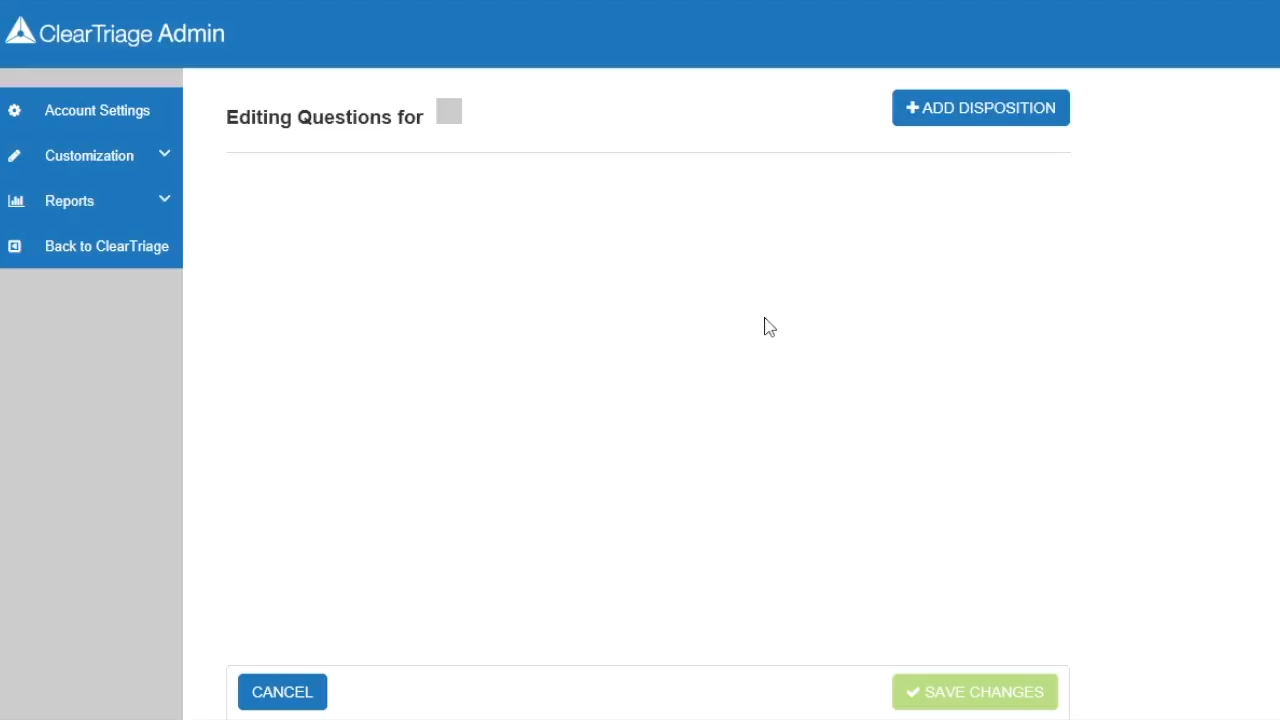 ClearTriage Admin
Account Settings
Customization
Reports
Back to ClearTriage
Editing Questions for
ADD DISPOSITION
CANCEL
SAVE CHANGES